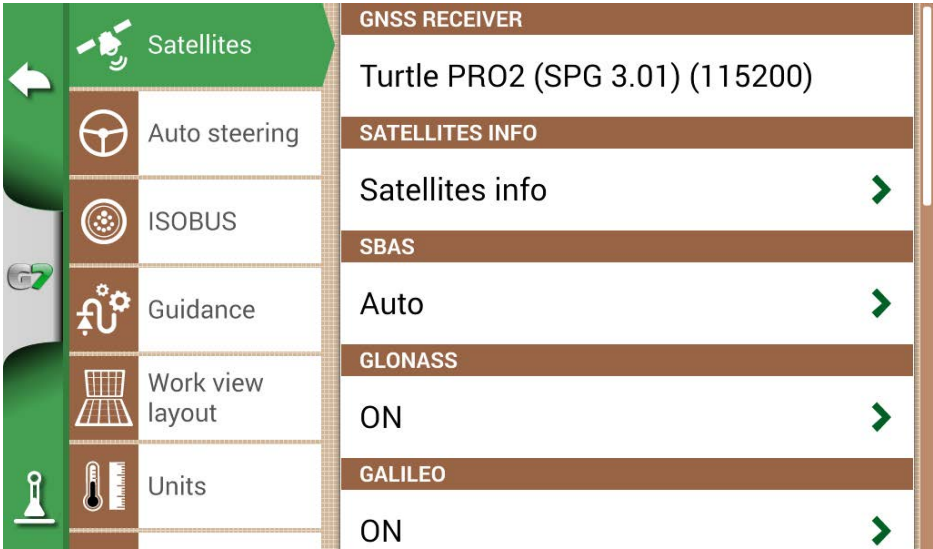 Satellites
Auto steering
ISOBUS
Guidance
Work view
layout
Units
G7
GNSS RECEIVER
Turtle PRO2 (SPG 3.01) (115200)
SATELLITES INFO
Satellites info
SBAS
Auto
GLONASS
ON
GALILEO
ON